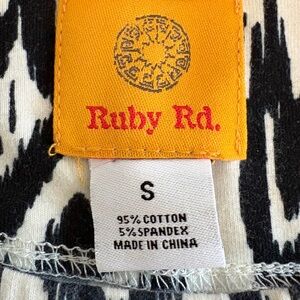 Ruby Rd.
S
95% COTTON
5% SPANDEX
MADE IN CHINA